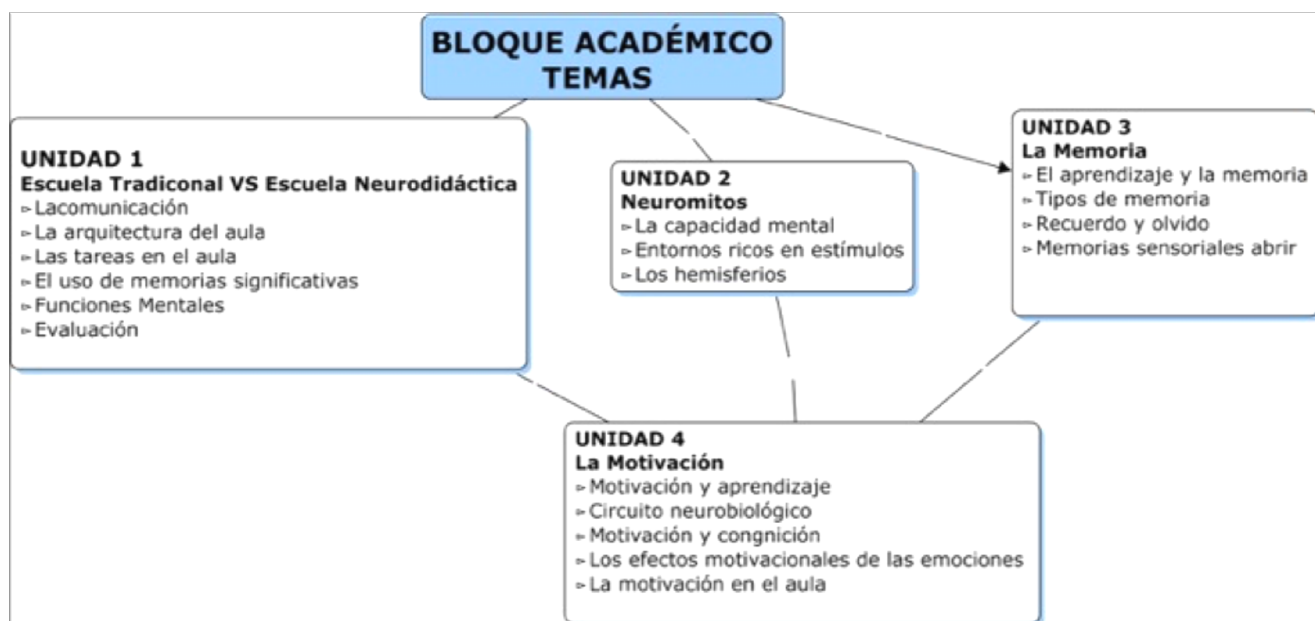 BLOQUE ACADÉMICO
TEMAS
UNIDAD 1
Escuela Tradiconal VS Escuela Neurodidáctica
▻ Lacomunicación
▻ La arquitectura del aula
▻ Las tareas en el aula
▻ El uso de memorias significativas
▻ Funciones Mentales
▻ Evaluación
UNIDAD 2
Neuromitos
▻ La capacidad mental
▻ Entornos ricos en estímulos
▻ Los hemisferios
UNIDAD 3
La Memoria
▻ El aprendizaje y la memoria
▻ Tipos de memoria
▻ Recuerdo y olvido
▻ Memorias sensoriales abrir
UNIDAD 4
La Motivación
▻ Motivación y aprendizaje
▻ Circuito neurobiológico
▻ Motivación y congnición
▻ Los efectos motivacionales de las emociones
▻ La motivación en el aula